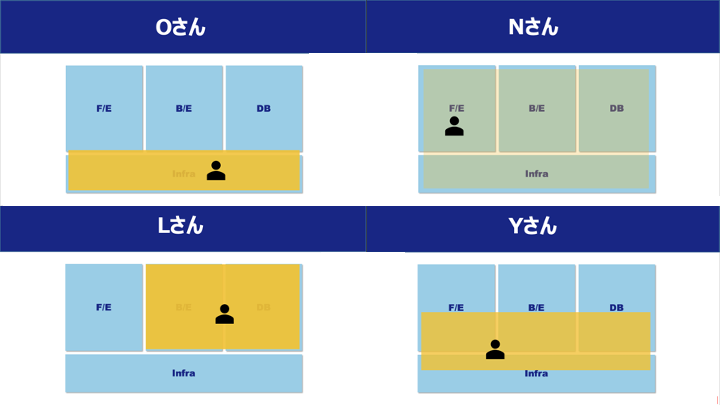 Oさん
F/E B/E DB
Infra
Nさん
F/E B/E DB
Infra
Lさん
F/E B/E DB
Infra
Yさん
F/E B/E DB
Infra